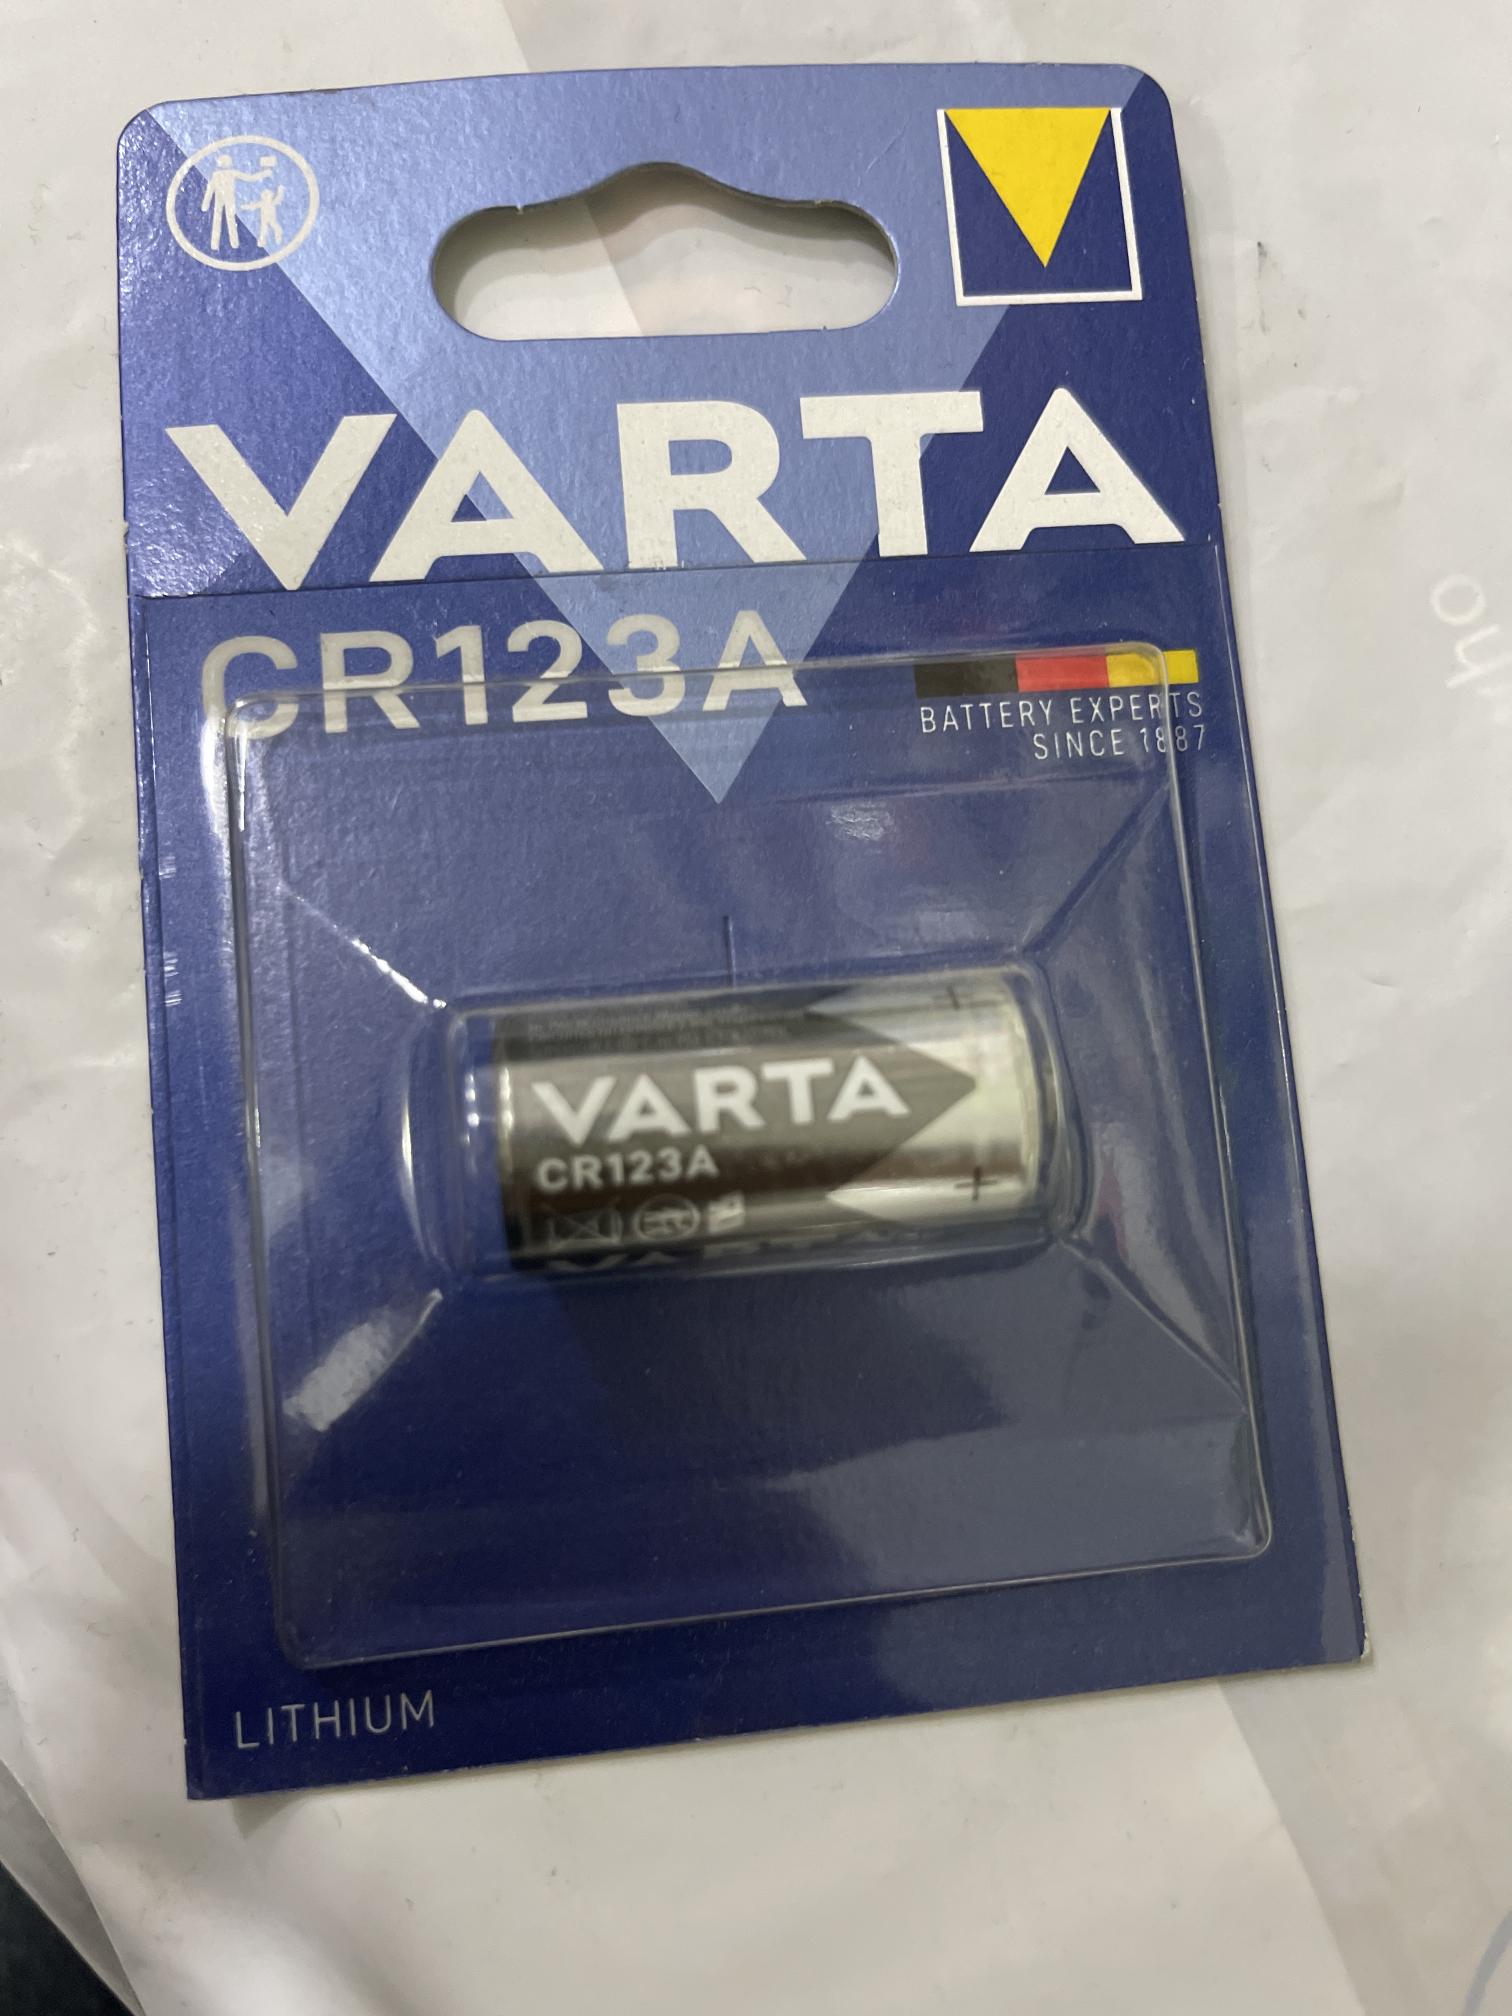 VARTA
CR123A
BATTERY EXPERTS
SINCE 1887
+
VARTA
CR123A
+
LITHIUM